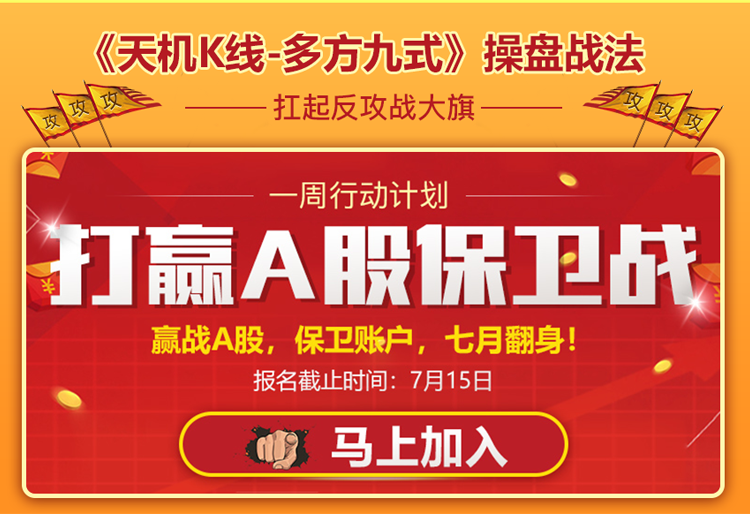 《天机K线-多方九式》操盘战法
扛起反攻战大旗
攻 攻 攻
攻 攻 攻
一周行动计划
打赢A股保卫战
赢战A股，保卫账户，七月翻身！
报名截止时间：7月15日
马上加入